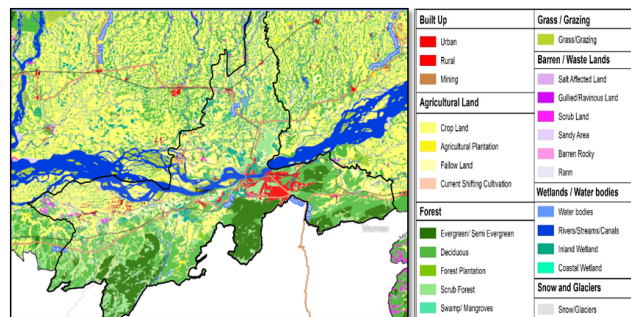 Built Up
Urban
Rural
Mining
Agricultural Land
Crop Land
Agricultural Plantation
Fallow Land
Current Shifting Cultivation
Forest
Evergreen/ Semi Evergreen
Deciduous
Forest Plantation
Scrub Forest
Swamp/ Mangroves
Grass / Grazing
Grass/Grazing
Barren / Waste Lands
Salt Affected Land
Gullied/Ravinous Land
Scrub Land
Sandy Area
Barren Rocky
Rann
Wetlands / Water bodies
Water bodies
Rivers/Streams/Canals
Inland Wetland
Coastal Wetland
Snow and Glaciers
Snow/Glaciers